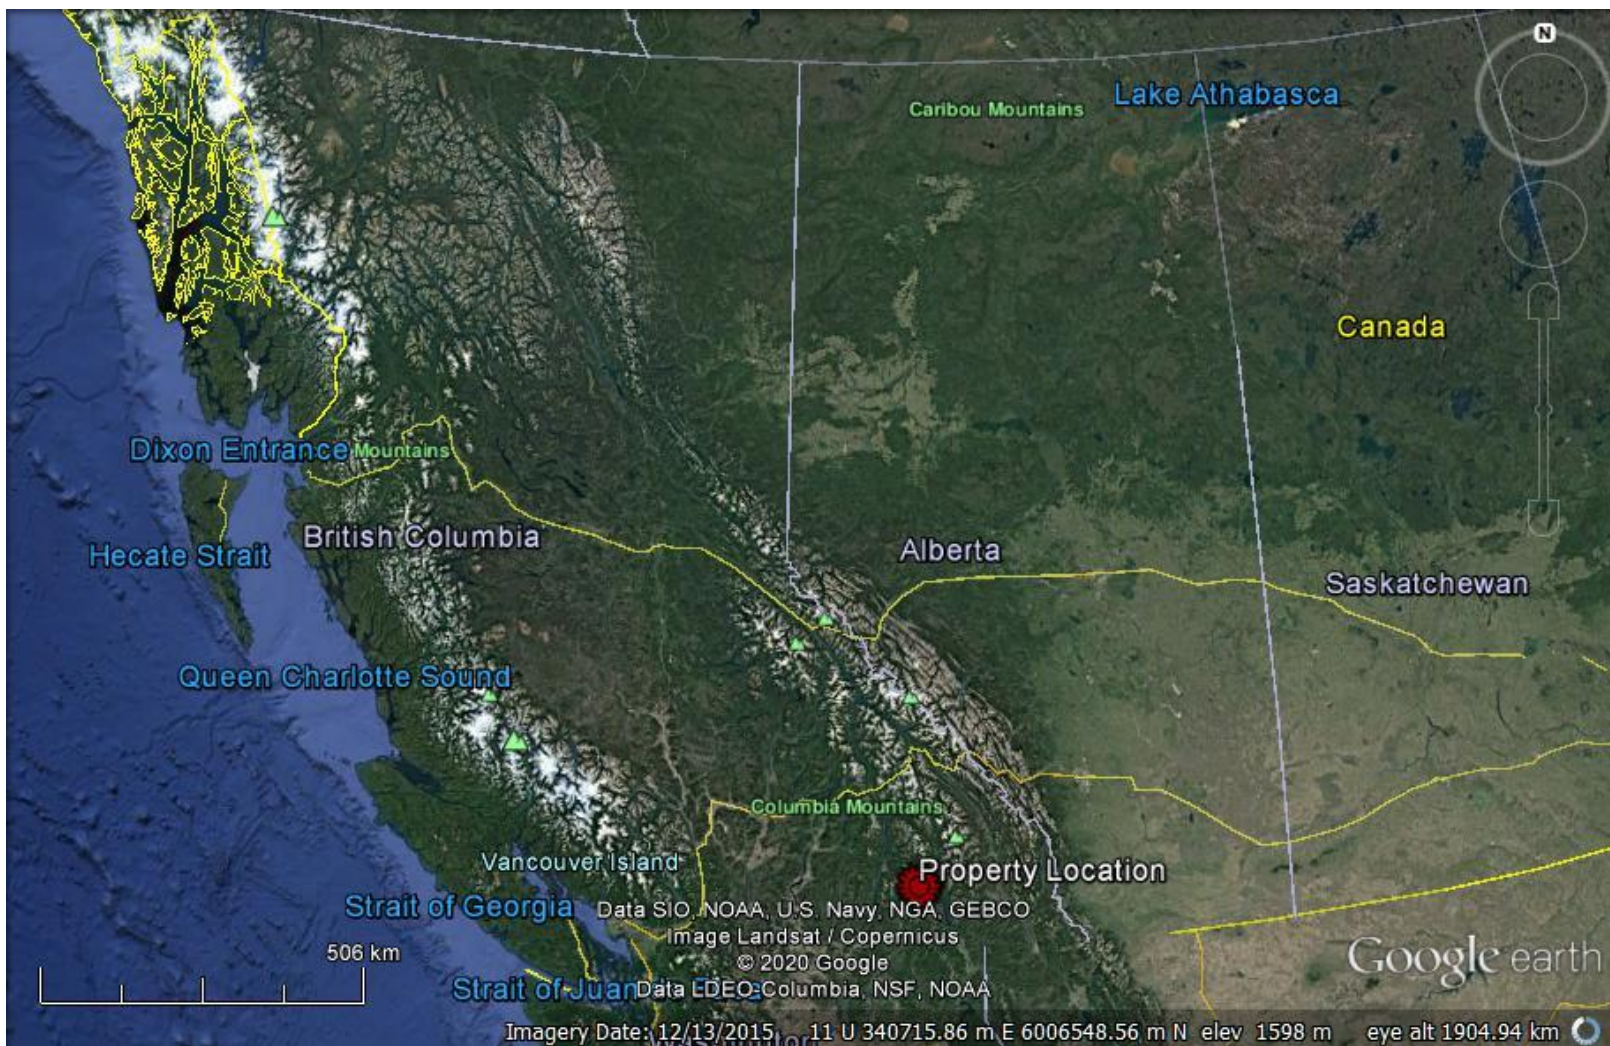 N
Lake Athabasca
Caribou Mountains
Canada
Dixon Entrance
Mountains
British Columbia
Alberta
Hecate Strait
Saskatchewan
Queen Charlotte Sound
Columbia Mountains
Vancouver Island
Property Location
Strait of Georgia
Data SIO, NOAA, U.S. Navy, NGA, GEBCO
Image Landsat / Copernicus
506 km
© 2020 Google
Google earth
Strait of Juan
Data LDEO-Columbia, NSF, NOAA
Imagery Date: 12/13/2015 11 U 340715.86 m E 6006548.56 m N elev 1598 m eye alt 1904.94 km